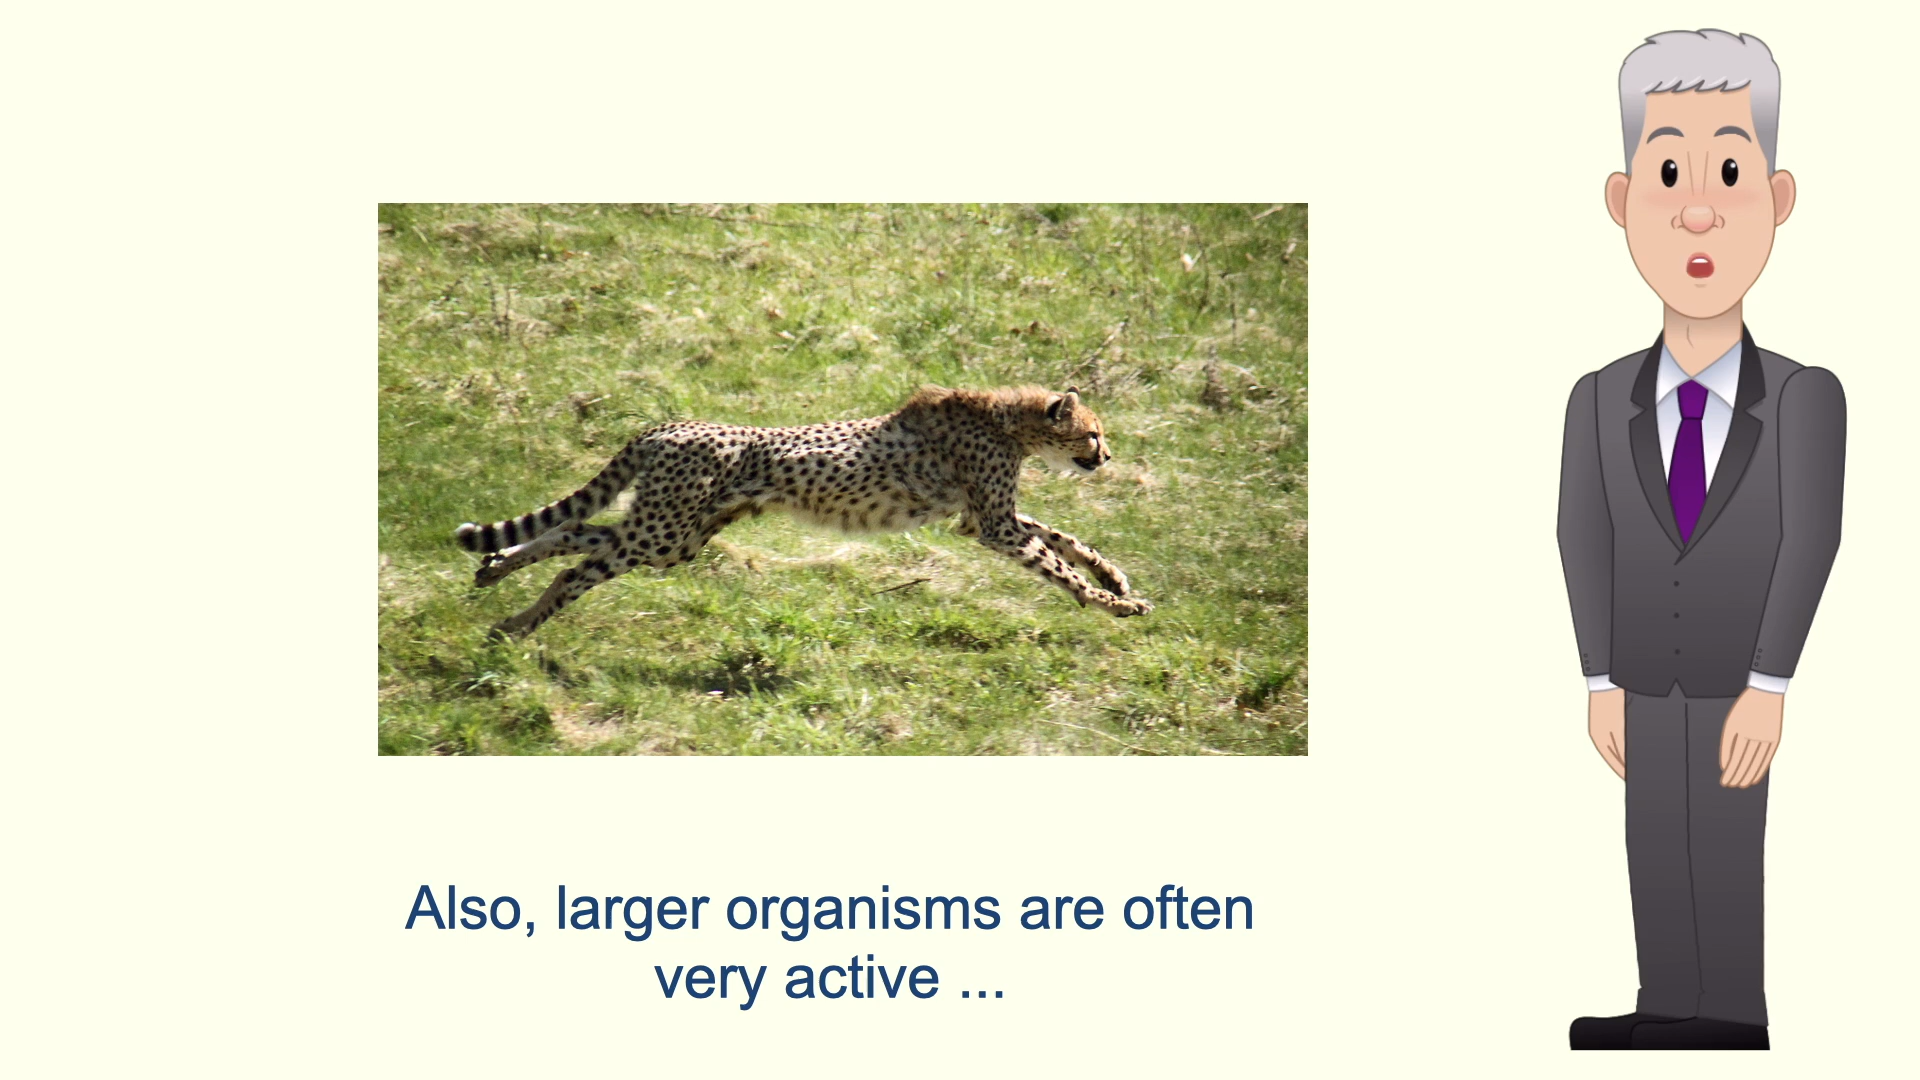 Also, larger organisms are often
very active ...